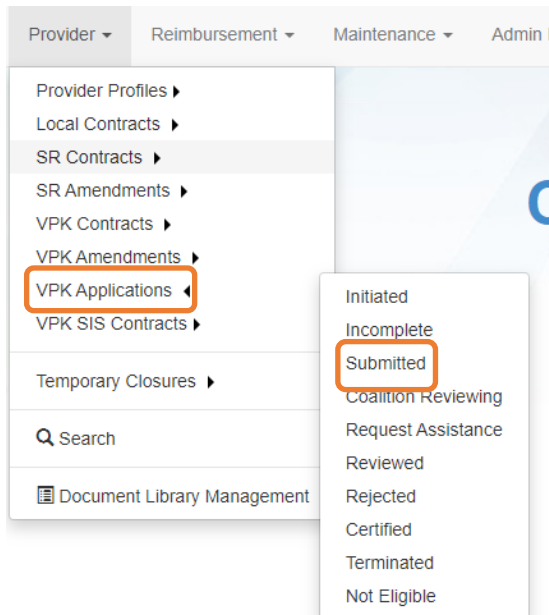 Provider Reimbursement Maintenance Admin
Provider Profiles
Local Contracts
SR Contracts
SR Amendments
VPK Contracts
VPK Amendments
VPK Applications
VPK SIS Contracts
Temporary Closures
Search
Document Library Management
Initiated
Incomplete
Submitted
Coalition Reviewing
Request Assistance
Reviewed
Rejected
Certified
Terminated
Not Eligible